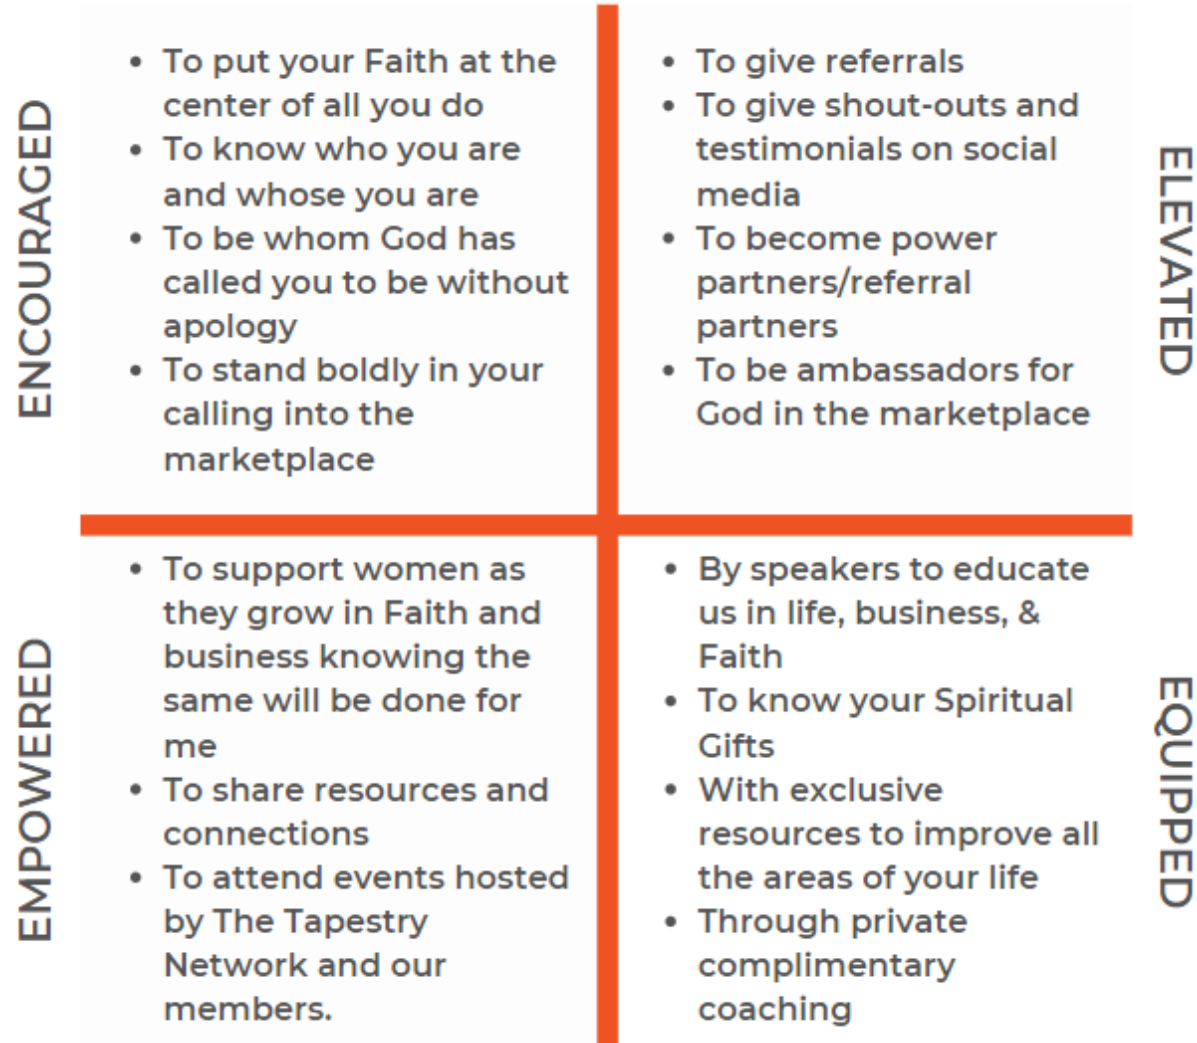 ENCOURAGED
• To put your Faith at the
center of all you do
• To know who you are
and whose you are
• To be whom God has
called you to be without
apology
• To stand boldly in your
calling into the
marketplace
ELEVATED
• To give referrals
• To give shout-outs and
testimonials on social
media
• To become power
partners/referral
partners
• To be ambassadors for
God in the marketplace
EMPOWERED
• To support women as
they grow in Faith and
business knowing the
same will be done for
me
• To share resources and
connections
• To attend events hosted
by The Tapestry
Network and our
members.
EQUIPPED
• By speakers to educate
us in life, business, &
Faith
• To know your Spiritual
Gifts
• With exclusive
resources to improve all
the areas of your life
• Through private
complimentary
coaching